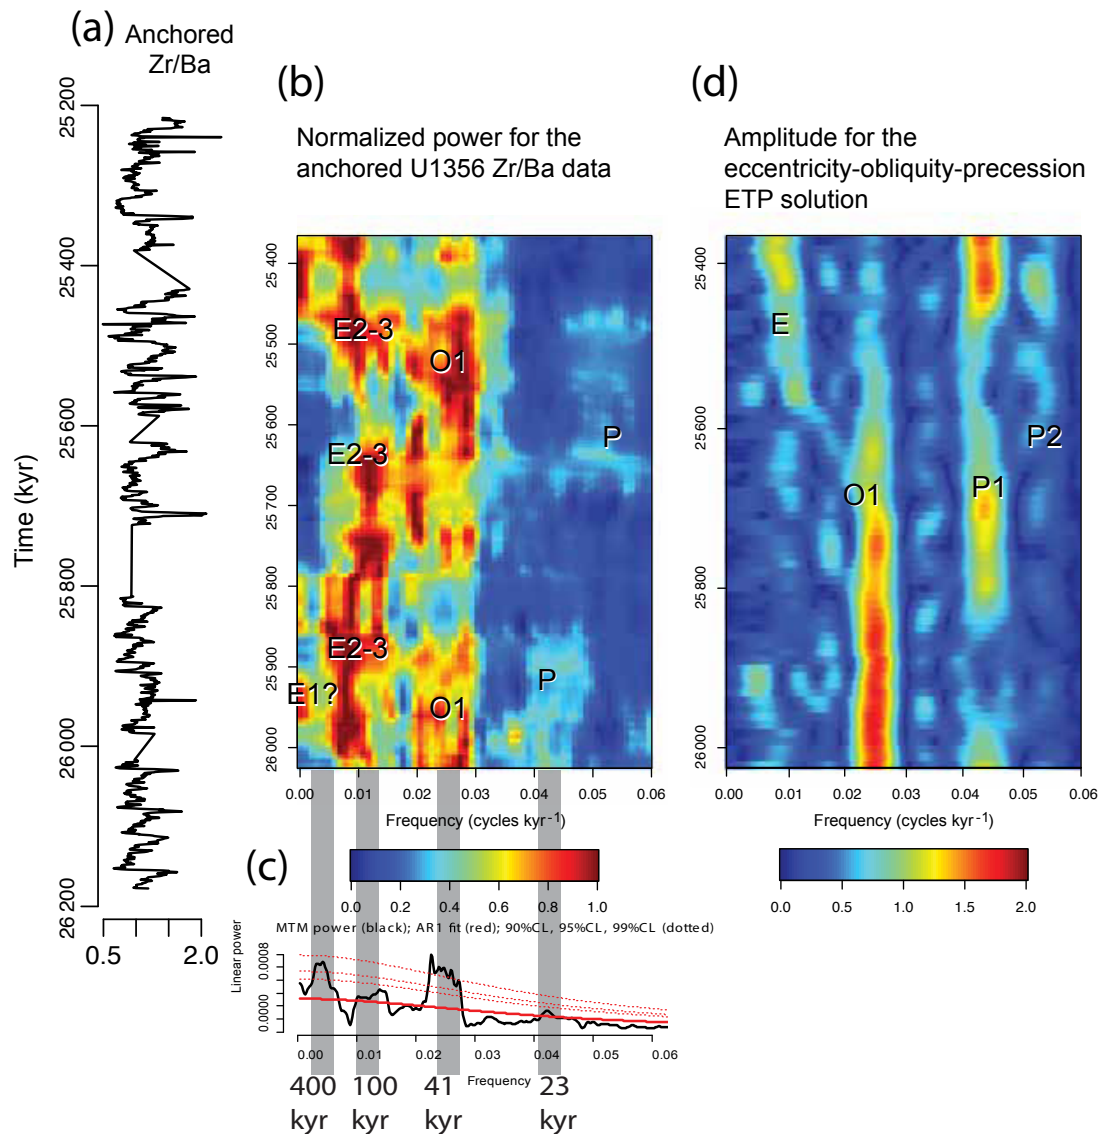 (a)
Anchored
Zr/Ba
25 200
25 400
25 600
25 800
26 000
26 200
Time (kyr)
0.5
2.0
(b)
Normalized power for the
anchored U1356 Zr/Ba data
25 400
25 500
25 600
25 700
25 800
25 900
26 000
E2-3
O1
E2-3
P
E2-3
E1?
O1
P
0.00 0.01 0.02 0.03 0.04 0.05 0.06
Frequency (cycles kyr-1)
0.0 0.2 0.4 0.6 0.8 1.0
(d)
Amplitude for the
eccentricity-obliquity-precession
ETP solution
25 400
25 600
25 800
26 000
E
P2
O1
P1
0.00 0.01 0.02 0.03 0.04 0.05 0.06
Frequency (cycles kyr-1)
0.0 0.5 1.0 1.5 2.0
(c)
MTM power (black); AR1 fit (red); 90%CL, 95%CL, 99%CL (dotted)
Linear power
0.0008
0.0000
0.00 0.01 0.02 0.03 0.04 0.05 0.06
Frequency
400 100 41 23
kyr kyr kyr kyr